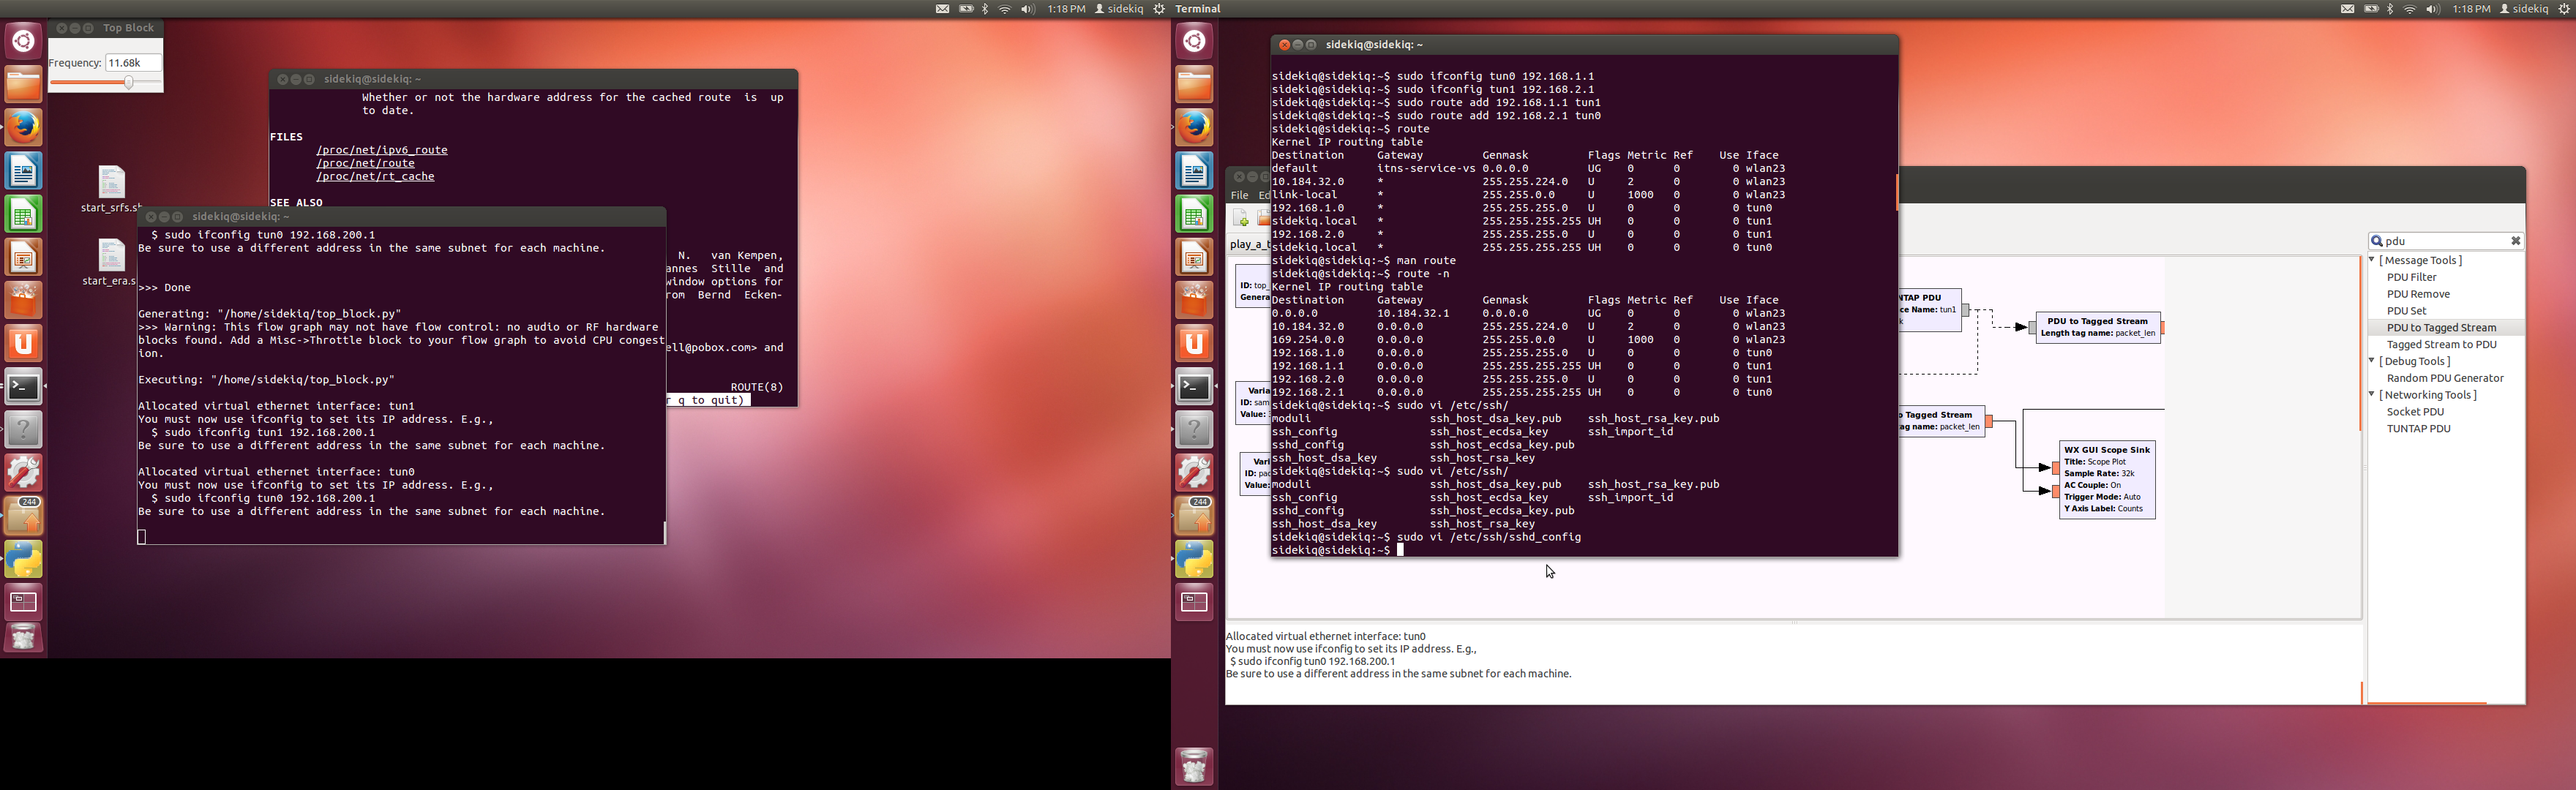 1:18 PM sidekiq
Terminal
1:18 PM sidekiq
Top Block
Frequency: 11.68k
start_srfs.sh
start_era.s
sidekiq@sidekiq: ~
Whether or not the hardware address for the cached route is up
to date.
FILES
/proc/net/ipv6_route
/proc/net/route
/proc/net/rt_cache
SEE ALSO
N. van Kempen,
annes Stille and
window options for
rom Bernd Ecken-
ell@pobox.com> and
ROUTE(8)
r q to quit)
sidekiq@sidekiq: ~
$ sudo ifconfig tun0 192.168.200.1
Be sure to use a different address in the same subnet for each machine.
>>> Done
Generating: "/home/sidekiq/top_block.py"
>>> Warning: This flow graph may not have flow control: no audio or RF hardware
blocks found. Add a Misc->Throttle block to your flow graph to avoid CPU congest
ion.
Executing: "/home/sidekiq/top_block.py"
Allocated virtual ethernet interface: tun1
You must now use ifconfig to set its IP address. E.g.,
$ sudo ifconfig tun1 192.168.200.1
Be sure to use a different address in the same subnet for each machine.
Allocated virtual ethernet interface: tun0
You must now use ifconfig to set its IP address. E.g.,
$ sudo ifconfig tun0 192.168.200.1
Be sure to use a different address in the same subnet for each machine.
244
sidekiq@sidekiq: ~
sidekiq@sidekiq:~$ sudo ifconfig tun0 192.168.1.1
sidekiq@sidekiq:~$ sudo ifconfig tun1 192.168.2.1
sidekiq@sidekiq:~$ sudo route add 192.168.1.1 tun1
sidekiq@sidekiq:~$ sudo route add 192.168.2.1 tun0
sidekiq@sidekiq:~$ route
Kernel IP routing table
Destination Gateway Genmask Flags Metric Ref Use Iface
default itns-service-vs 0.0.0.0 UG 0 0 0 wlan23
10.184.32.0 * 255.255.224.0 U 2 0 0 wlan23
link-local * 255.255.0.0 U 1000 0 0 wlan23
192.168.1.0 * 255.255.255.0 U 0 0 0 tun0
sidekiq.local * 255.255.255.255 UH 0 0 0 tun1
192.168.2.0 * 255.255.255.0 U 0 0 0 tun1
sidekiq.local * 255.255.255.255 UH 0 0 0 tun0
sidekiq@sidekiq:~$ man route
sidekiq@sidekiq:~$ route -n
Kernel IP routing table
Destination Gateway Genmask Flags Metric Ref Use Iface
0.0.0.0 10.184.32.1 0.0.0.0 UG 0 0 0 wlan23
10.184.32.0 0.0.0.0 255.255.224.0 U 2 0 0 wlan23
169.254.0.0 0.0.0.0 255.255.0.0 U 1000 0 0 wlan23
192.168.1.0 0.0.0.0 255.255.255.0 U 0 0 0 tun0
192.168.1.1 0.0.0.0 255.255.255.255 UH 0 0 0 tun1
192.168.2.0 0.0.0.0 255.255.255.0 U 0 0 0 tun1
192.168.2.1 0.0.0.0 255.255.255.255 UH 0 0 0 tun0
sidekiq@sidekiq:~$ sudo vi /etc/ssh/
moduli ssh_host_dsa_key.pub ssh_host_rsa_key.pub
ssh_config ssh_host_ecdsa_key ssh_import_id
sshd_config ssh_host_ecdsa_key.pub
ssh_host_dsa_key ssh_host_rsa_key
sidekiq@sidekiq:~$ sudo vi /etc/ssh/
moduli ssh_host_dsa_key.pub ssh_host_rsa_key.pub
ssh_config ssh_host_ecdsa_key ssh_import_id
sshd_config ssh_host_ecdsa_key.pub
ssh_host_dsa_key ssh_host_rsa_key
sidekiq@sidekiq:~$ sudo vi /etc/ssh/sshd_config
sidekiq@sidekiq:~$
244
File Ed
play_a_t
ID: top_
Genera
Varia
ID: sam
Value: 3
Vari
ID: pac
Value:
NTAP PDU
ce Name: tun1
k
PDU to Tagged Stream
Length tag name: packet_len
o Tagged Stream
tag name: packet_len
WX GUI Scope Sink
Title: Scope Plot
Sample Rate: 32k
AC Couple: On
Trigger Mode: Auto
Y Axis Label: Counts
pdu
[ Message Tools ]
PDU Filter
PDU Remove
PDU Set
PDU to Tagged Stream
Tagged Stream to PDU
[ Debug Tools ]
Random PDU Generator
[ Networking Tools ]
Socket PDU
TUNTAP PDU
Allocated virtual ethernet interface: tun0
You must now use ifconfig to set its IP address. E.g.,
$ sudo ifconfig tun0 192.168.200.1
Be sure to use a different address in the same subnet for each machine.